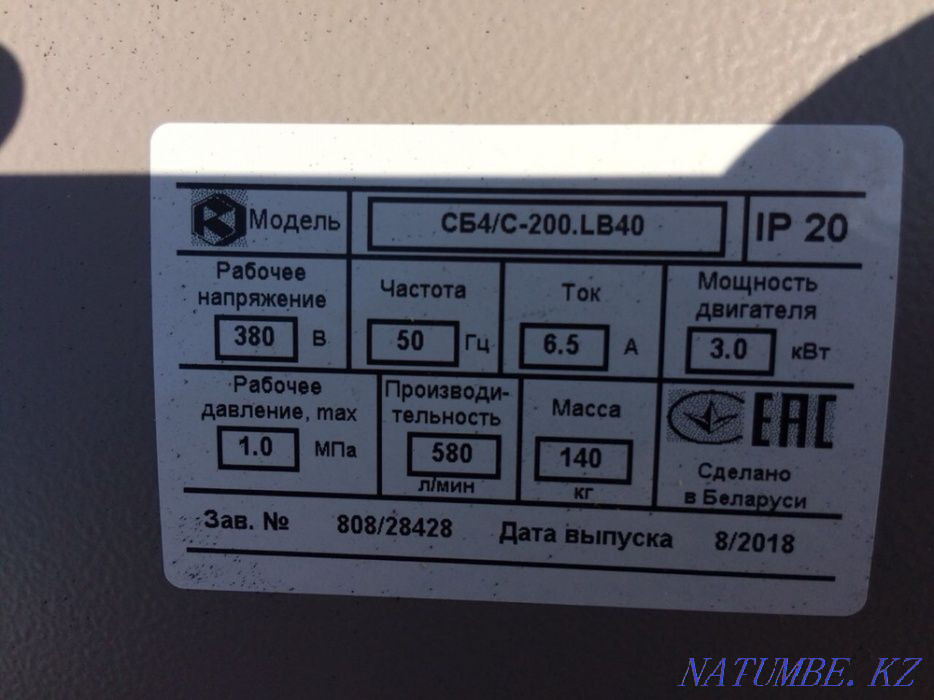 Модель СБ4/С-200.LB40 IP 20
Рабочее напряжение 380 В
Частота 50 Гц
Ток 6.5 А
Мощность двигателя 3.0 кВт
Рабочее давление, max 1.0 МПа
Производи-
тельность 580 л/мин
Масса 140 кг
EAC
Сделано
в Беларуси
Зав. № 808/28428 Дата выпуска 8/2018
NATUMBE. KZ